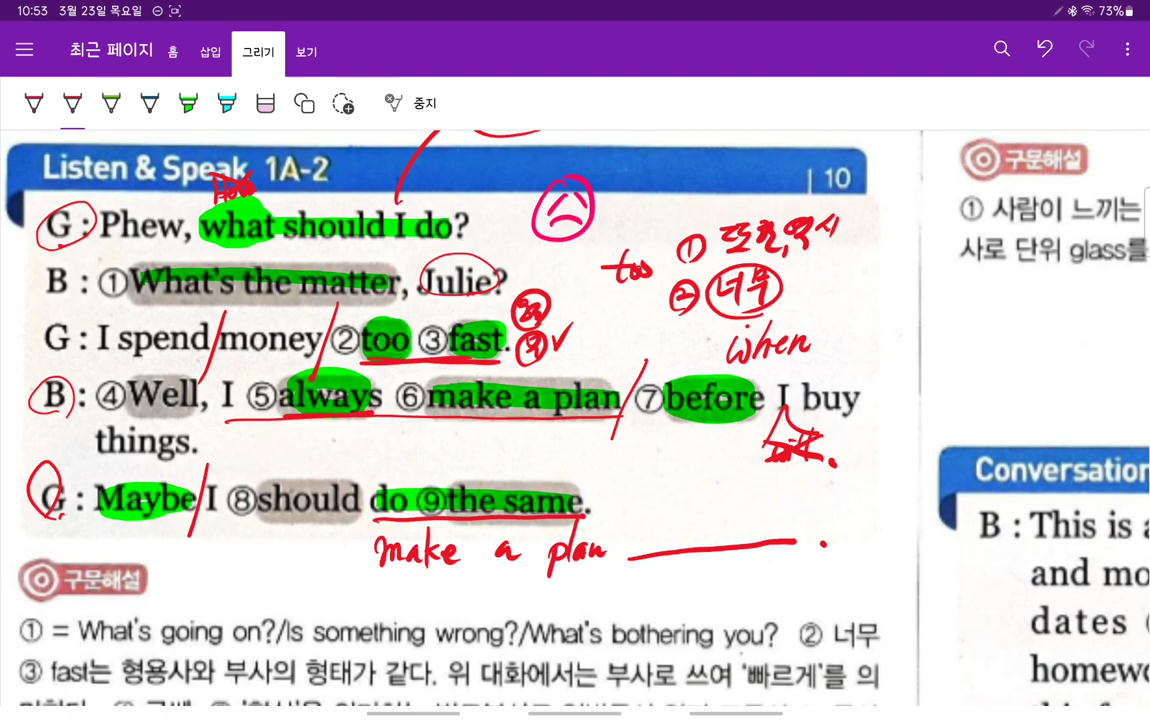 10:53 3월 23일 목요일 73%
최근 페이지 홈 삽입 그리기 보기
중지
Listen & Speak 1A-2 | 10
G : Phew, what should I do?
B : ①What's the matter, Julie?
G : I spend money ②too ③fast.
B : ④Well, I ⑤always ⑥make a plan ⑦before I buy
things.
G : Maybe I ⑧should do ⑨the same.
too ① 또한, 역시
② 너무
when
make a plan
구문해설
① = What's going on?/Is something wrong?/What's bothering you? ② 너무
③ fast는 형용사와 부사의 형태가 같다. 위 대화에서는 부사로 쓰여 '빠르게'를 의
구문해설
① 사람이 느끼는
사로 단위 glass를
Conversation
B : This is a
and mo
dates
homewo